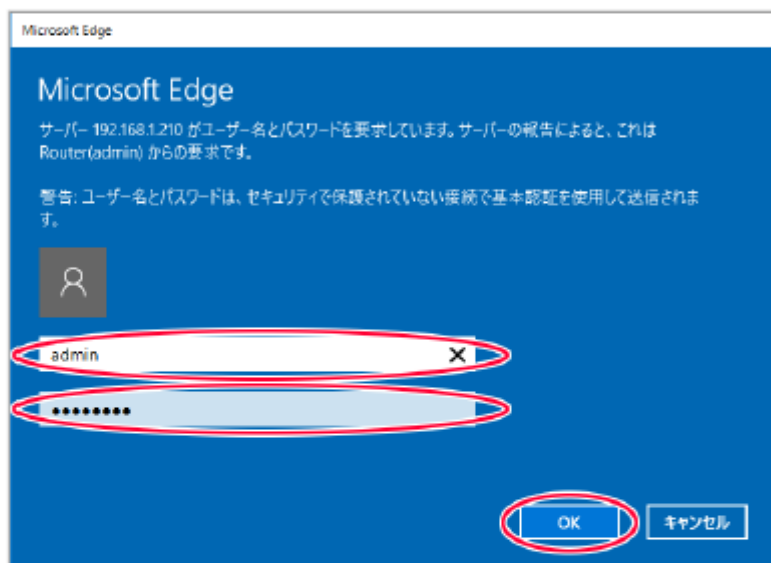 Microsoft Edge
Microsoft Edge
サーバー 192.168.1.210 がユーザー名とパスワードを要求しています。サーバーの報告によると、これは
Router(admin) からの要求です。
警告: ユーザー名とパスワードは、セキュリティで保護されていない接続で基本認証を使用して送信されま
す。
admin
••••••••
OK
キャンセル